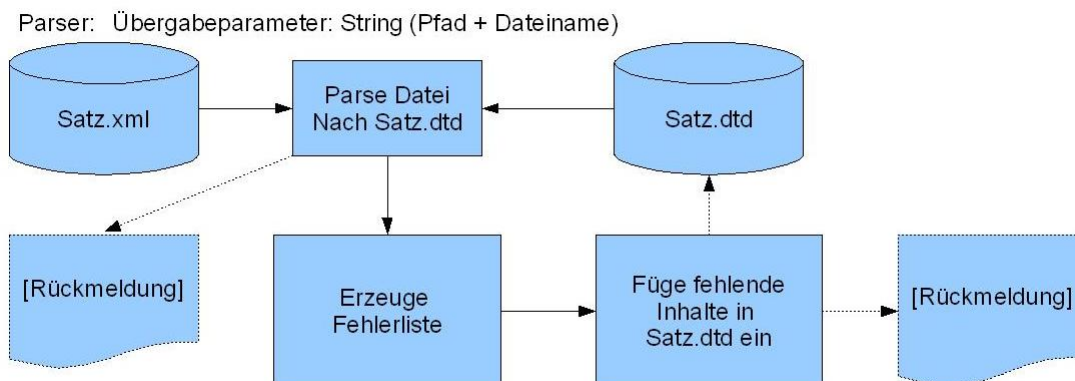 Parser: Übergabeparameter: String (Pfad + Dateiname)
Satz.xml
Parse Datei
Nach Satz.dtd
Satz.dtd
[Rückmeldung]
Erzeuge
Fehlerliste
Füge fehlende
Inhalte in
Satz.dtd ein
[Rückmeldung]